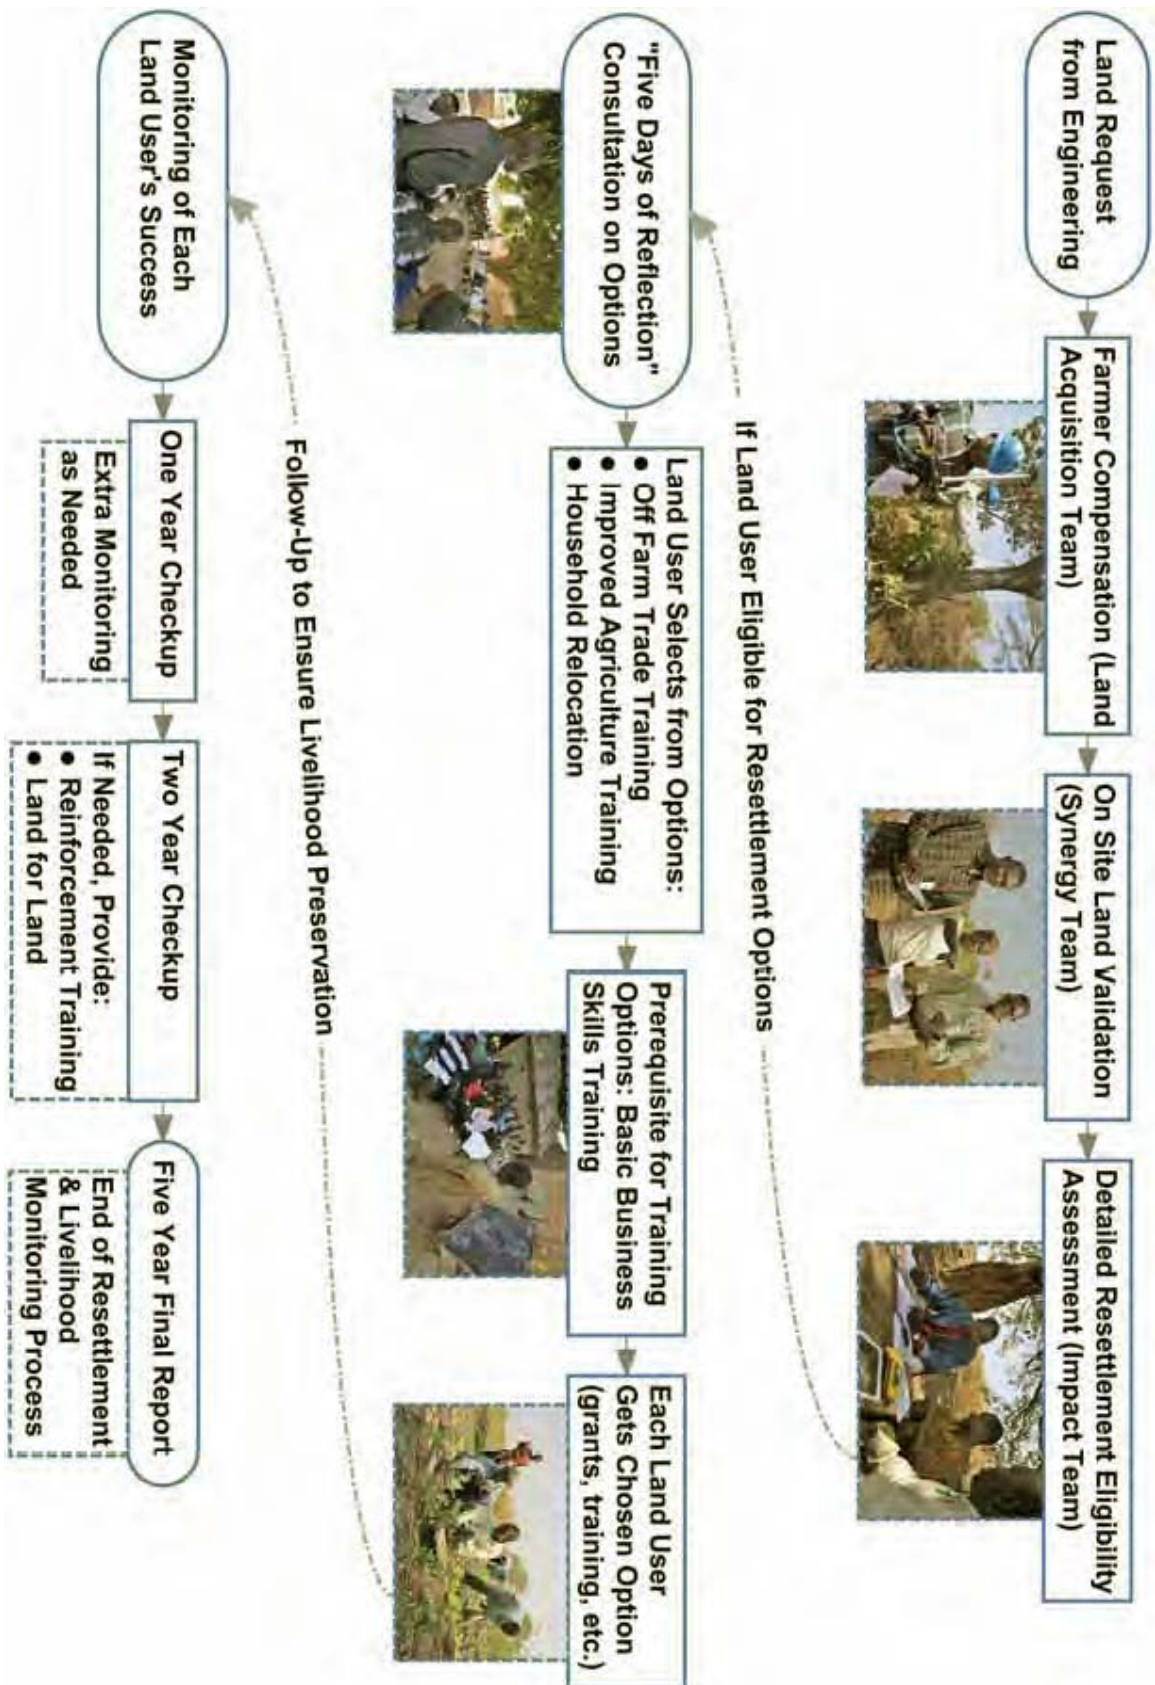 Land Request
from Engineering
Farmer Compensation (Land
Acquisition Team)
On Site Land Validation
(Synergy Team)
Detailed Resettlement Eligibility
Assessment (Impact Team)
If Land User Eligible for Resettlement Options
"Five Days of Reflection"
Consultation on Options
Land User Selects from Options:
● Off Farm Trade Training
● Improved Agriculture Training
● Household Relocation
Prerequisite for Training
Options: Basic Business
Skills Training
Each Land User
Gets Chosen Option
(grants, training, etc.)
Follow-Up to Ensure Livelihood Preservation
Monitoring of Each
Land User's Success
One Year Checkup
Extra Monitoring
as Needed
Two Year Checkup
If Needed, Provide:
● Reinforcement Training
● Land for Land
Five Year Final Report
End of Resettlement
& Livelihood
Monitoring Process